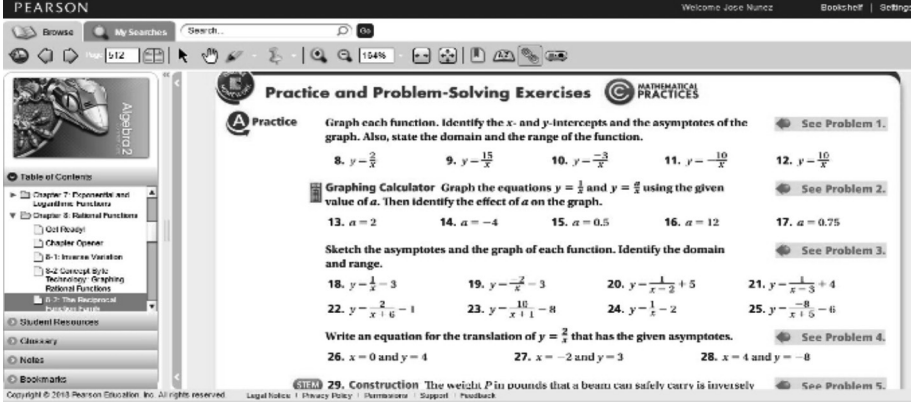 PEARSON
Welcome Jose Nunez Bookshelf | Settings
Browse My Searches Search... Go
512 164%
Algebra 2
Table of Contents
Chapter 7: Exponential and Logarithmic Functions
Chapter 8: Rational Functions
Get Ready!
Chapter Opener
8-1: Inverse Variation
8-2 Concept Byte Technology: Graphing Rational Functions
8-2: The Reciprocal Function Family
Student Resources
Glossary
Notes
Bookmarks
Practice and Problem-Solving Exercises MATHEMATICAL PRACTICES
A Practice Graph each function. Identify the x- and y-intercepts and the asymptotes of the See Problem 1.
graph. Also, state the domain and the range of the function.
8. y = 2/x 9. y = 15/x 10. y = -3/x 11. y = -10/x 12. y = 10/x
Graphing Calculator Graph the equations y = 1/x and y = a/x using the given See Problem 2.
value of a. Then identify the effect of a on the graph.
13. a = 2 14. a = -4 15. a = 0.5 16. a = 12 17. a = 0.75
Sketch the asymptotes and the graph of each function. Identify the domain See Problem 3.
and range.
18. y = 1/x - 3 19. y = -2/x - 3 20. y = 1/(x - 2) + 5 21. y = 1/(x - 3) + 4
22. y = 2/(x + 6) - 1 23. y = 10/(x + 1) - 8 24. y = 1/x - 2 25. y = -8/(x + 5) - 6
Write an equation for the translation of y = 2/x that has the given asymptotes. See Problem 4.
26. x = 0 and y = 4 27. x = -2 and y = 3 28. x = 4 and y = -8
STEM 29. Construction The weight P in pounds that a beam can safely carry is inversely See Problem 5.
Copyright © 2013 Pearson Education, Inc. All rights reserved. Legal Notice | Privacy Policy | Permissions | Support | Feedback